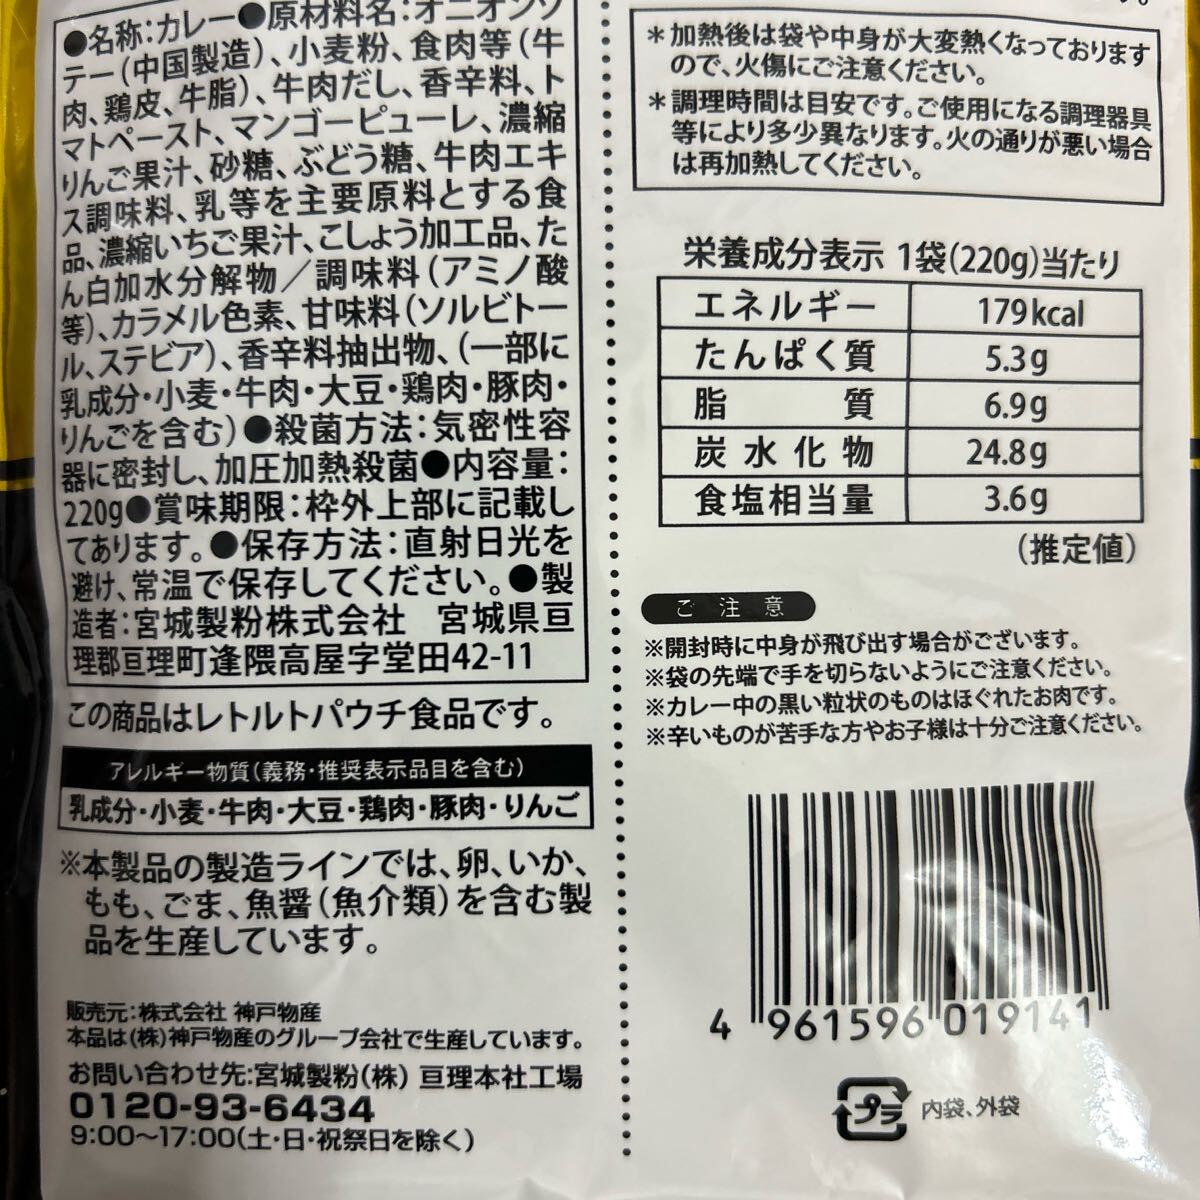 ●名称:カレー●原材料名:オニオンソ
テー(中国製造)、小麦粉、食肉等(牛
肉、鶏皮、牛脂)、牛肉だし、香辛料、ト
マトペースト、マンゴーピューレ、濃縮
りんご果汁、砂糖、ぶどう糖、牛肉エキ
ス調味料、乳等を主要原料とする食
品、濃縮いちご果汁、こしょう加工品、た
ん白加水分解物/調味料(アミノ酸
等)、カラメル色素、甘味料(ソルビトー
ル、ステビア)、香辛料抽出物、(一部に
乳成分・小麦・牛肉・大豆・鶏肉・豚肉・
りんごを含む)●殺菌方法:気密性容
器に密封し、加圧加熱殺菌●内容量:
220g●賞味期限:枠外上部に記載し
てあります。●保存方法:直射日光を
避け、常温で保存してください。●製
造者:宮城製粉株式会社 宮城県亘
理郡亘理町逢隈高屋字堂田42-11
この商品はレトルトパウチ食品です。
アレルギー物質(義務・推奨表示品目を含む)
乳成分・小麦・牛肉・大豆・鶏肉・豚肉・りんご
※本製品の製造ラインでは、卵、いか、
もも、ごま、魚醤(魚介類)を含む製
品を生産しています。
販売元:株式会社 神戸物産
本品は(株)神戸物産のグループ会社で生産しています。
お問い合わせ先:宮城製粉(株) 亘理本社工場
0120-93-6434
9:00〜17:00(土・日・祝祭日を除く)
*加熱後は袋や中身が大変熱くなっております
ので、火傷にご注意ください。
*調理時間は目安です。ご使用になる調理器具
等により多少異なります。火の通りが悪い場合
は再加熱してください。
栄養成分表示 1袋(220g)当たり
エネルギー 179kcal
たんぱく質 5.3g
脂質 6.9g
炭水化物 24.8g
食塩相当量 3.6g
(推定値)
ご注意
※開封時に中身が飛び出す場合がございます。
※袋の先端で手を切らないようにご注意ください。
※カレー中の黒い粒状のものはほぐれたお肉です。
※辛いものが苦手な方やお子様は十分ご注意ください。
4 961596 019141
プラ 内袋、外袋